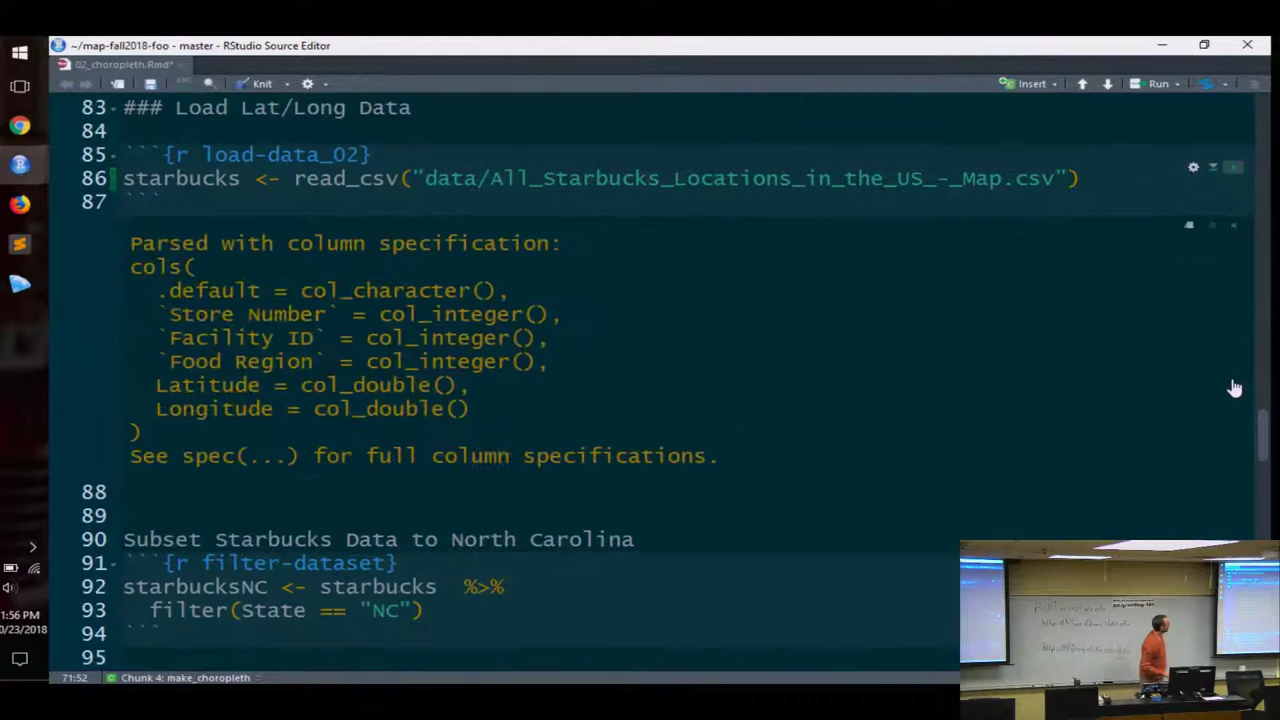 ~/map-fall2018-foo - master - RStudio Source Editor
02_choropleth.Rmd*
Knit
Insert
Run
83 ### Load Lat/Long Data
84
85 ```{r load-data_02}
86 starbucks <- read_csv("data/All_Starbucks_Locations_in_the_US_-_Map.csv")
87 ```
Parsed with column specification:
cols(
.default = col_character(),
`Store Number` = col_integer(),
`Facility ID` = col_integer(),
`Food Region` = col_integer(),
Latitude = col_double(),
Longitude = col_double()
)
See spec(...) for full column specifications.
88
89
90 Subset Starbucks Data to North Carolina
91 ```{r filter-dataset}
92 starbucksNC <- starbucks %>%
93 filter(State == "NC")
94 ```
95
1:56 PM
0/23/2018
71:52 Chunk 4: make_choropleth